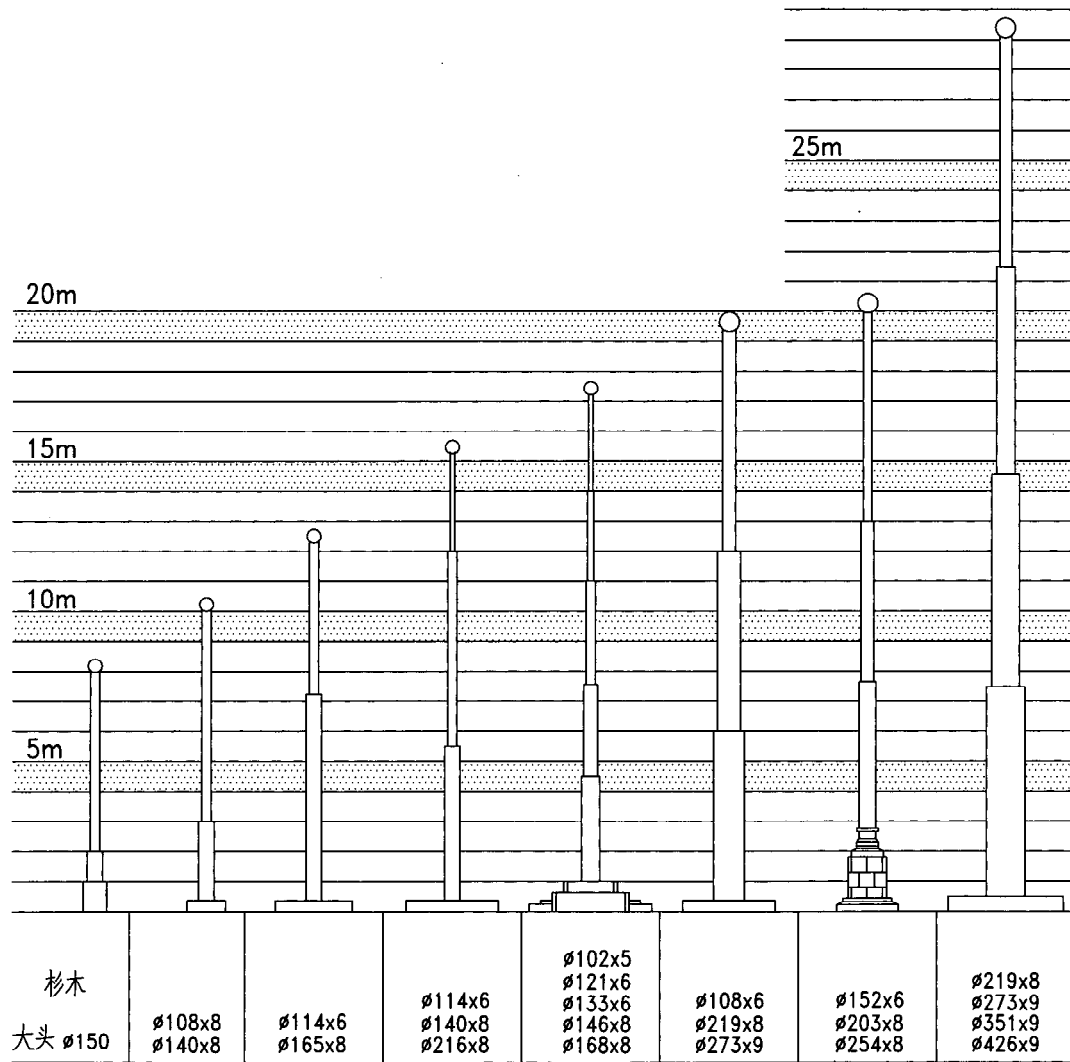 25m
20m
15m
10m
5m
杉木
大头 ø150
ø108x8
ø140x8
ø114x6
ø165x8
ø114x6
ø140x8
ø216x8
ø102x5
ø121x6
ø133x6
ø146x8
ø168x8
ø108x6
ø219x8
ø273x9
ø152x6
ø203x8
ø254x8
ø219x8
ø273x9
ø351x9
ø426x9